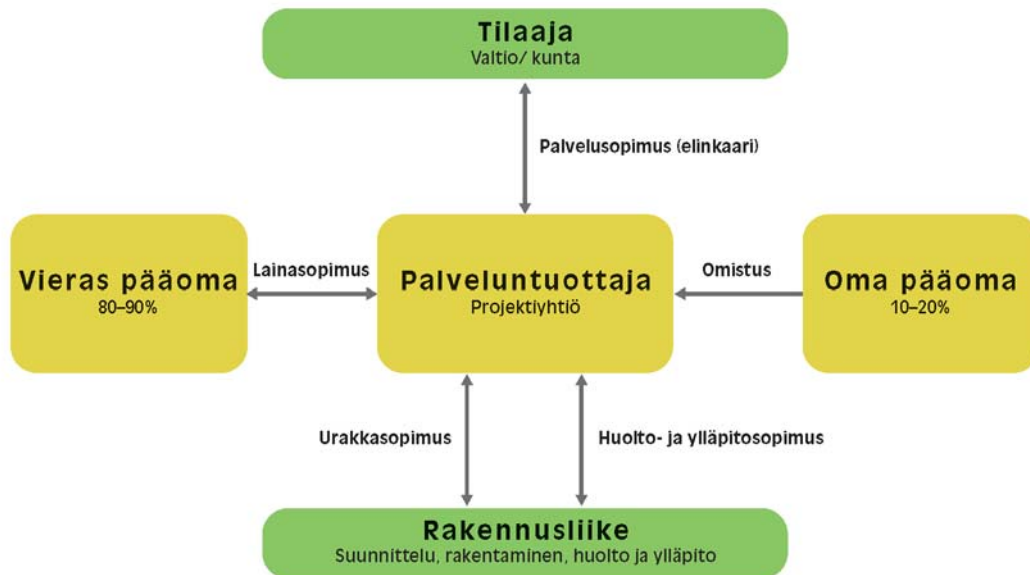 Tilaaja
Valtio/ kunta
Palvelusopimus (elinkaari)
Vieras pääoma
80–90%
Lainasopimus
Palveluntuottaja
Projektiyhtiö
Omistus
Oma pääoma
10–20%
Urakkasopimus
Huolto- ja ylläpitosopimus
Rakennusliike
Suunnittelu, rakentaminen, huolto ja ylläpito